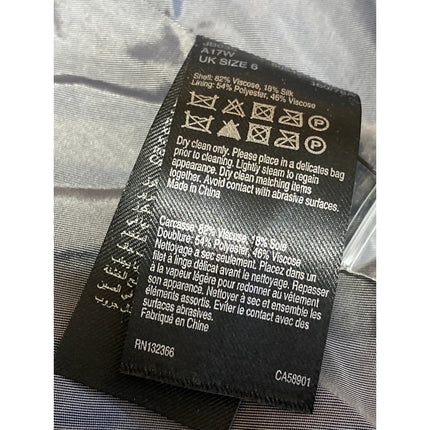 A17W
UK SIZE 6
Shell: 82% Viscose, 18% Silk
Lining: 54% Polyester, 46% Viscose
Dry clean only. Please place in a delicates bag
prior to cleaning. Lightly steam to regain
appearance. Dry clean matching items
together. Avoid contact with abrasive surfaces.
Made in China
Carcasse: 82% Viscose, 18% Soie
Doublure: 54% Polyester, 46% Viscose
Nettoyage a sec seulement. Placez dans un
filet à linge délicat avant le nettoyage. Repasser
à la vapeur légère pour redonner au vêtement
son apparence. Nettoyer à sec et ensemble les
éléments assortis. Eviter le contact avec des
surfaces abrasives.
Fabriqué en Chine
RN132366
CA58901